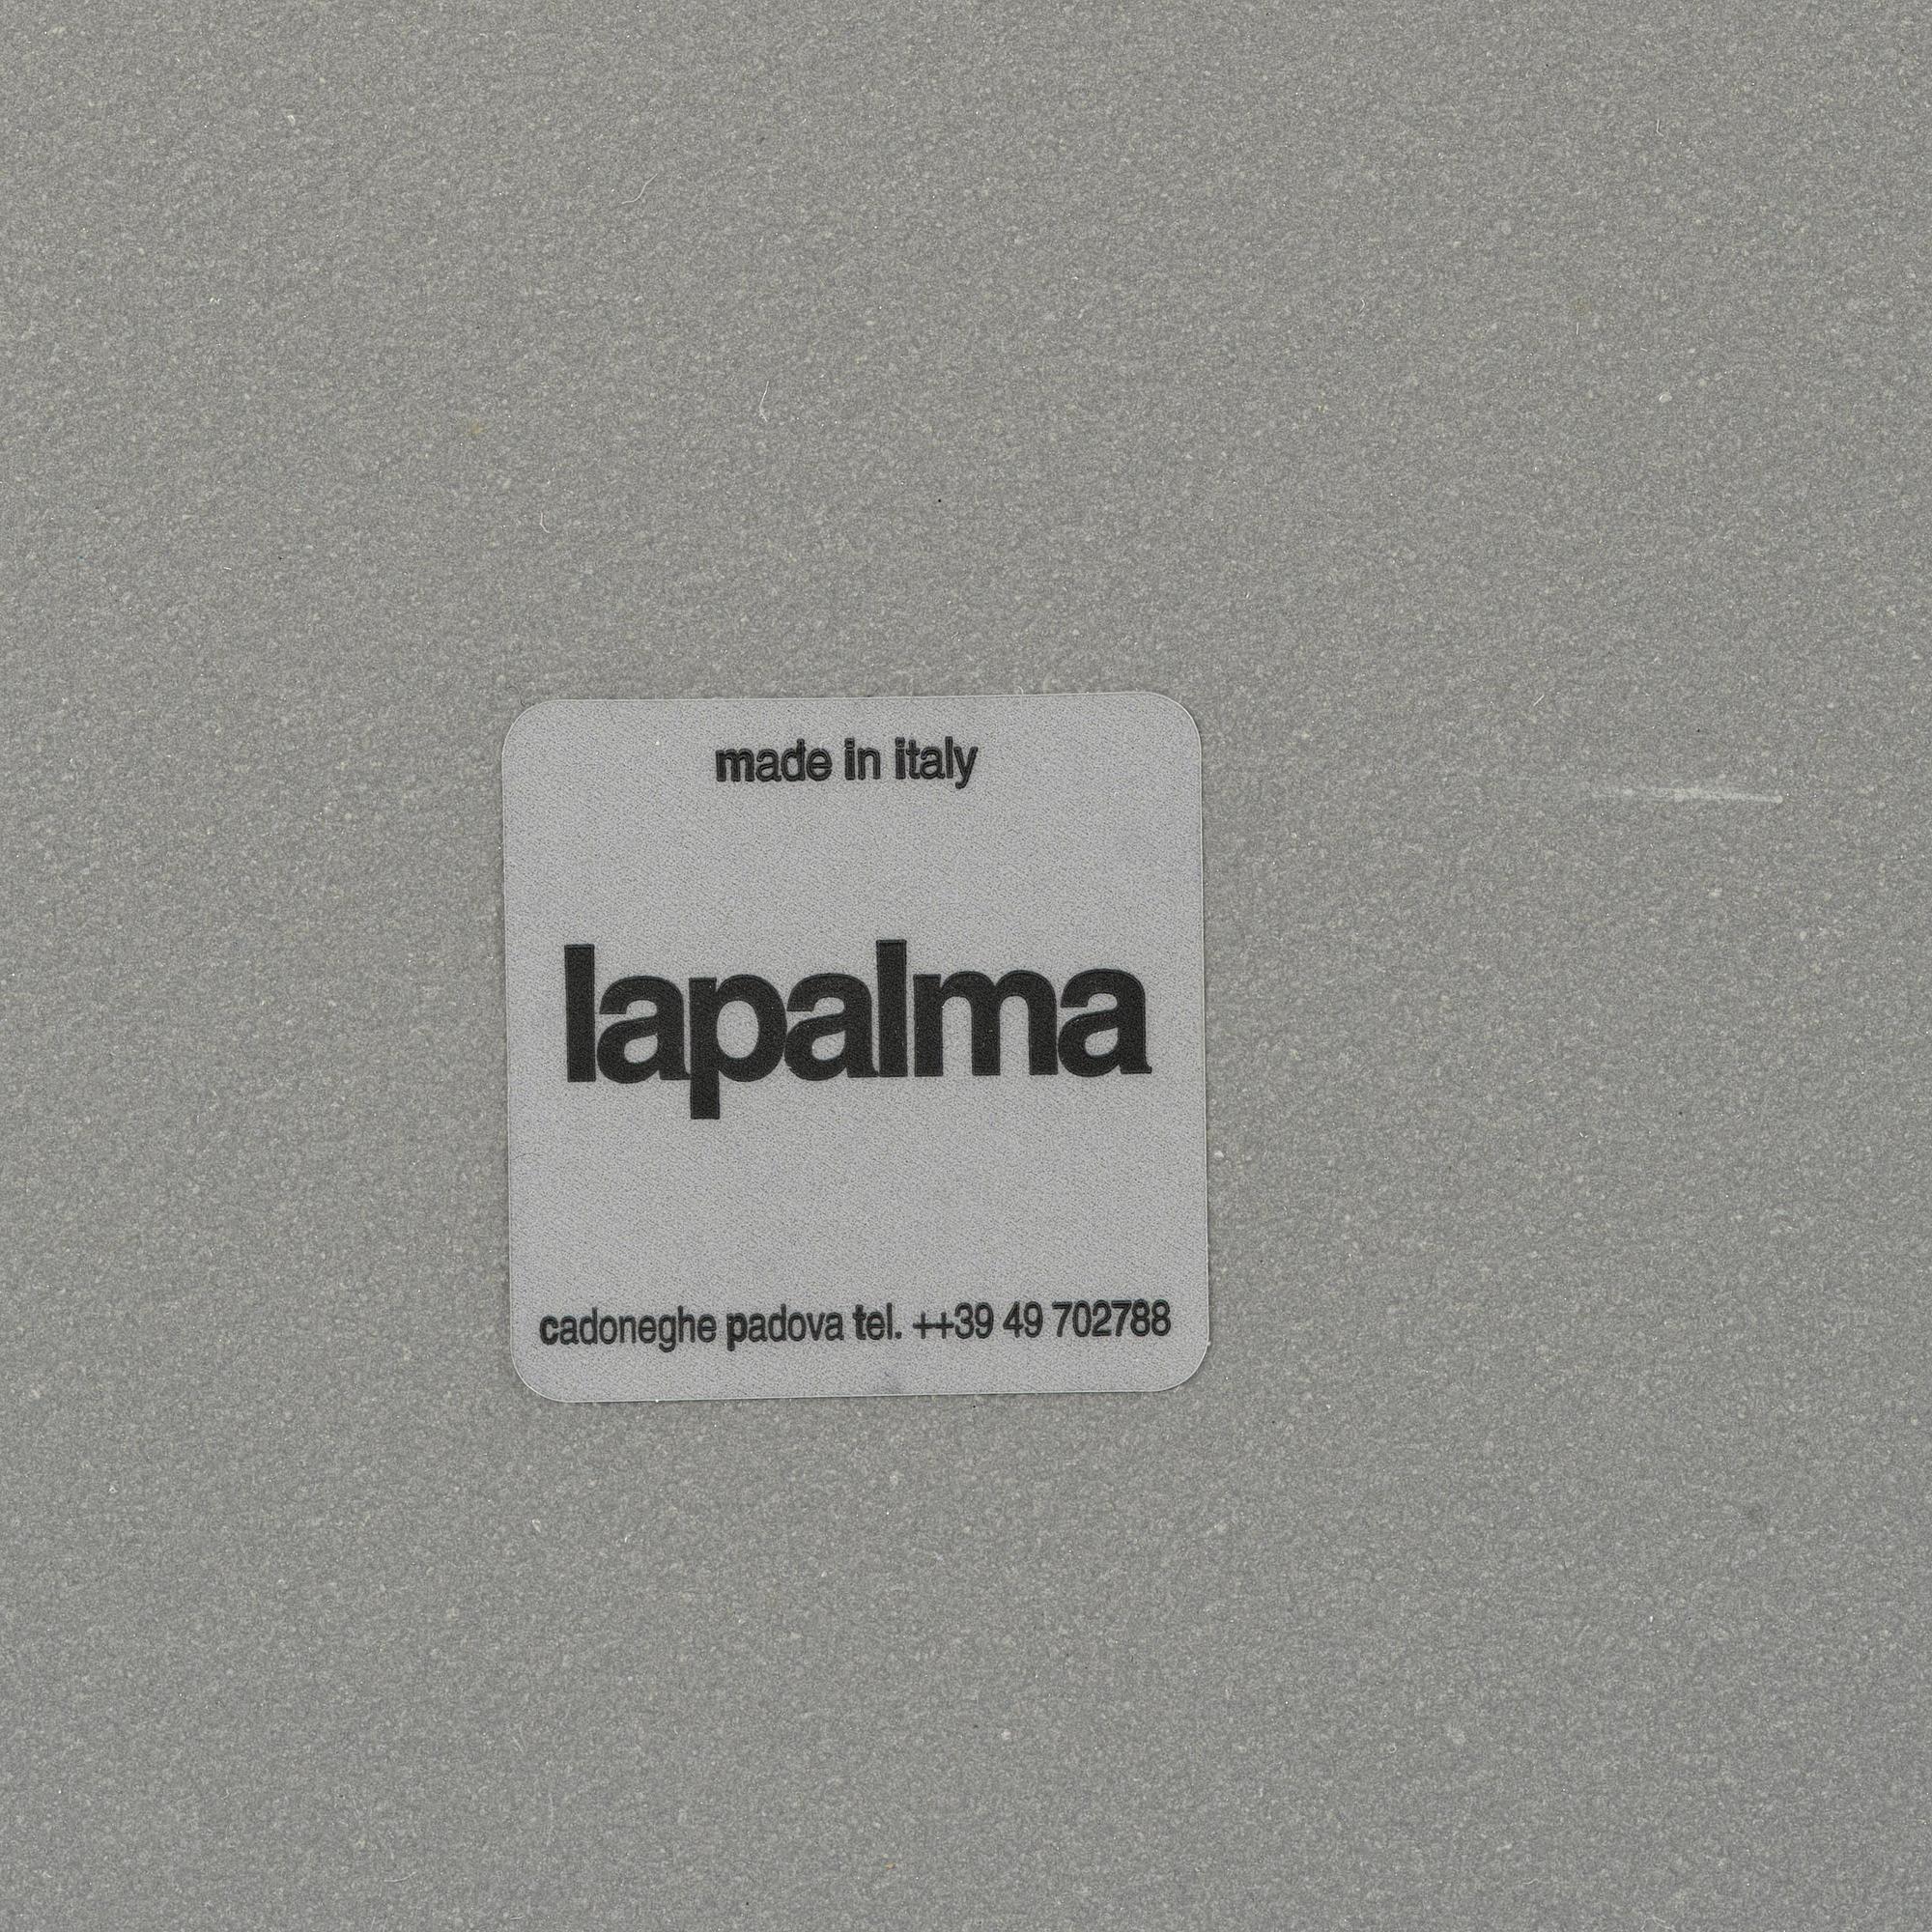 made in italy
lapalma
cadoneghe padova tel. ++39 49 702788